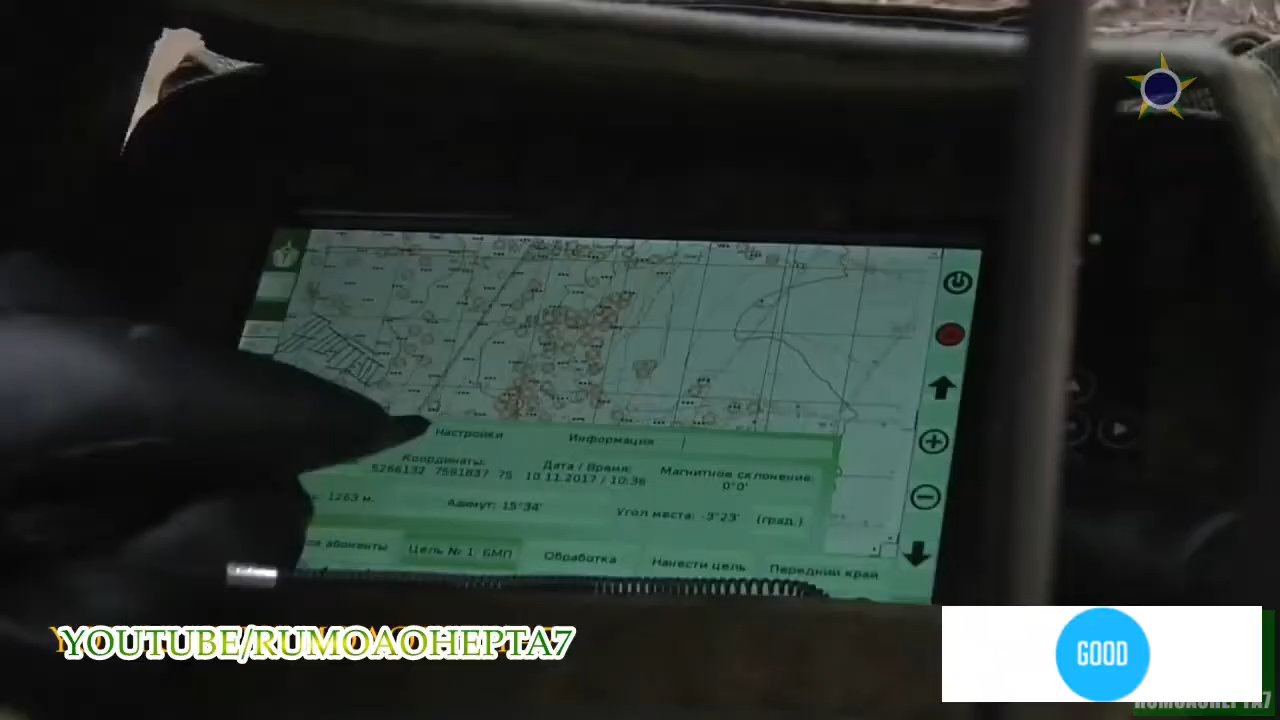 Настройки Информация
Координаты: Дата / Время: Магнитное склонение:
5266132 7591837 75 10.11.2017 / 10:36 0°0'
1263 м. Азимут: 15°34' Угол места: -3°23' (град.)
абоненты Цель № 1: БМП Обработка Нанести цель Передний край
YOUTUBE/RUMOAOHEPTA7
GOOD
RUMOAOHEPTA7